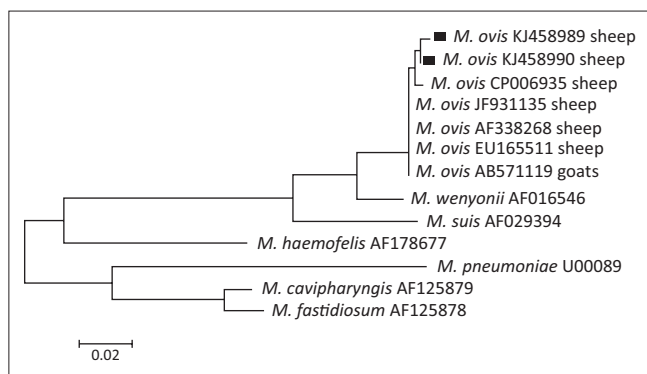 M. ovis KJ458989 sheep
M. ovis KJ458990 sheep
M. ovis CP006935 sheep
M. ovis JF931135 sheep
M. ovis AF338268 sheep
M. ovis EU165511 sheep
M. ovis AB571119 goats
M. wenyonii AF016546
M. suis AF029394
M. haemofelis AF178677
M. pneumoniae U00089
M. cavipharyngis AF125879
M. fastidiosum AF125878
0.02